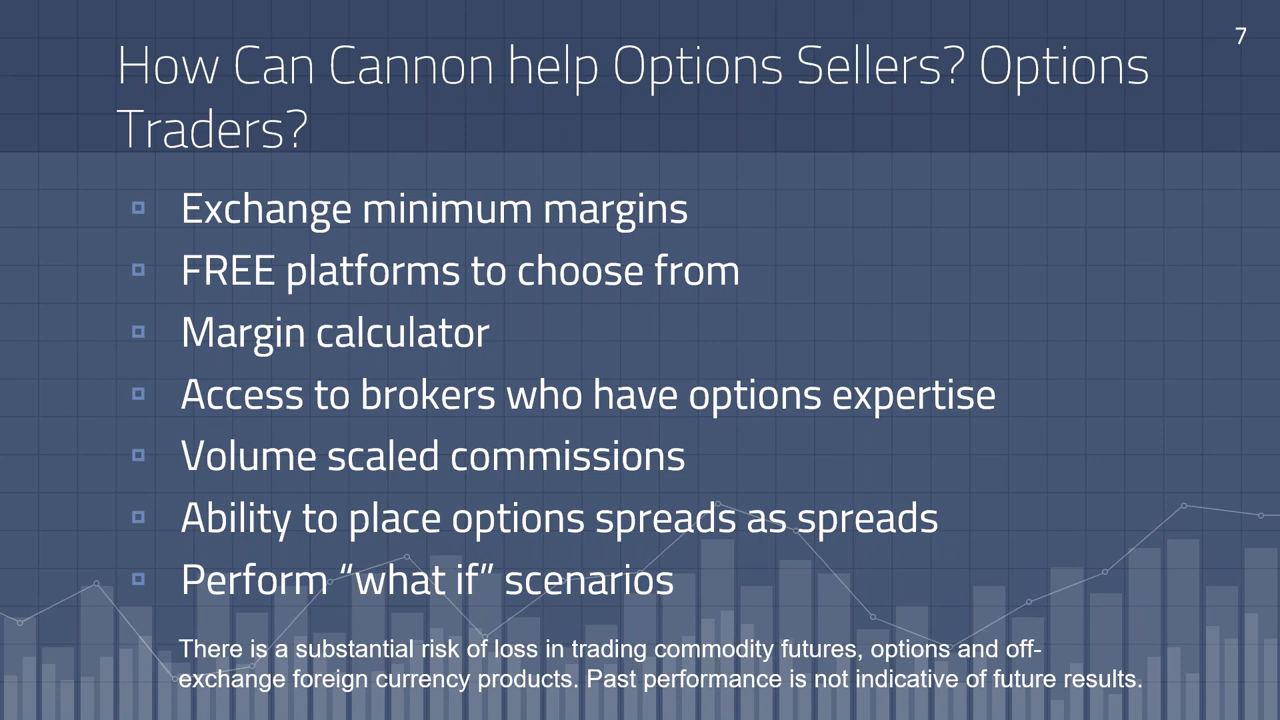 7
How Can Cannon help Options Sellers? Options
Traders?
Exchange minimum margins
FREE platforms to choose from
Margin calculator
Access to brokers who have options expertise
Volume scaled commissions
Ability to place options spreads as spreads
Perform “what if” scenarios
There is a substantial risk of loss in trading commodity futures, options and off-
exchange foreign currency products. Past performance is not indicative of future results.